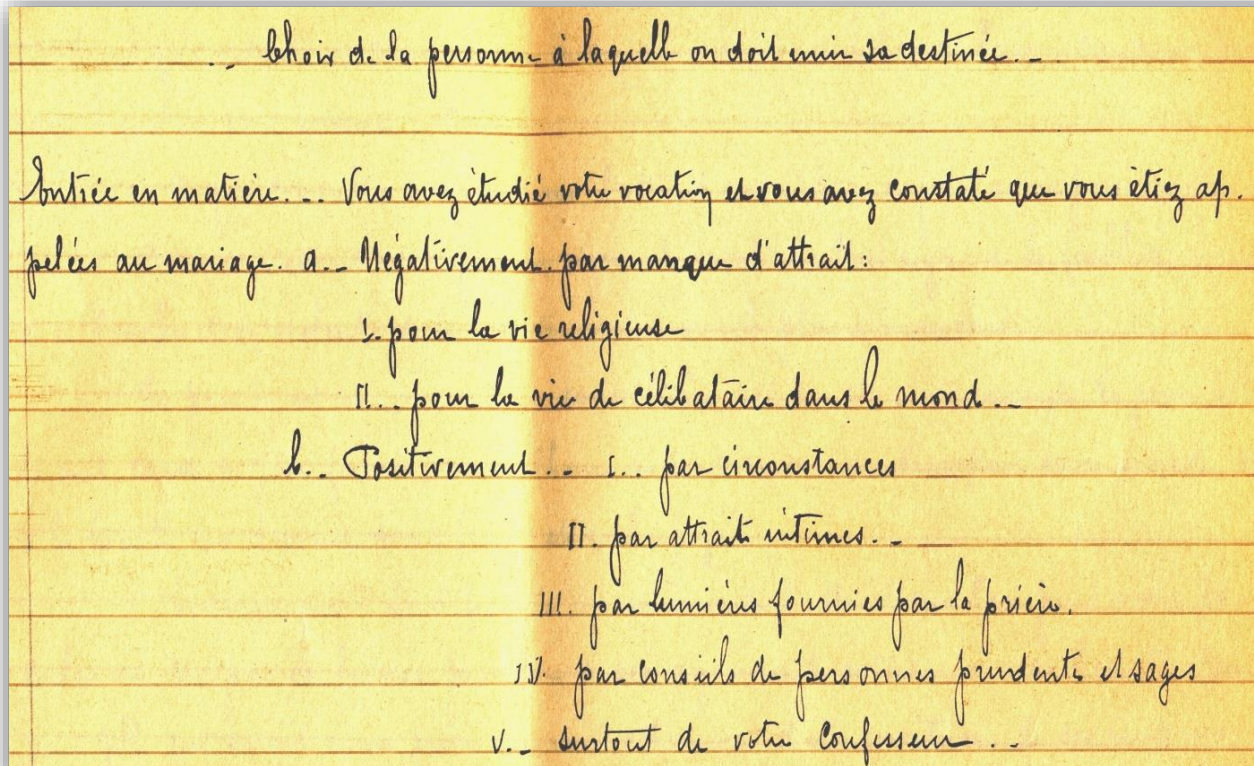 .. Choix de la personne à laquelle on doit unir sa destinée. _
Entrée en matière. _. Vous avez étudié votre vocation et vous avez constaté que vous étiez ap.
pelées au mariage. a. _ Négativement. par manque d'attrait:
I. pour la vie religieuse
II. _. pour la vie de célibataire dans le monde. _
b. _ Positivement. _ I. . par circonstances
II. par attraits intimes. _
III. par lumières fournies par la prière.
IV. par conseils de personnes prudentes et sages
V. _ surtout de votre confesseur. _